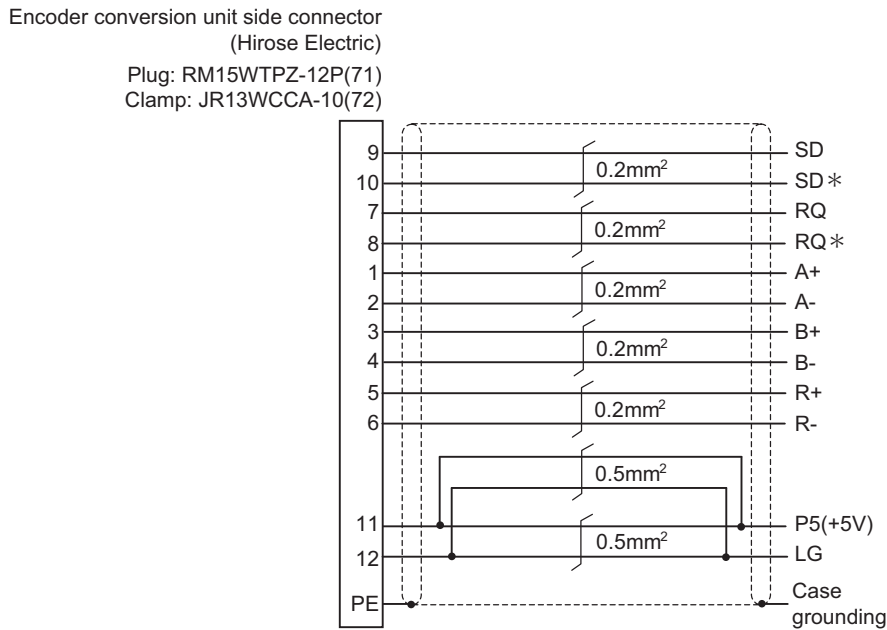 Encoder conversion unit side connector
(Hirose Electric)
Plug: RM15WTPZ-12P(71)
Clamp: JR13WCCA-10(72)
9 SD
0.2mm²
10 SD＊
7 RQ
0.2mm²
8 RQ＊
1 A+
0.2mm²
2 A-
3 B+
0.2mm²
4 B-
5 R+
0.2mm²
6 R-
0.5mm²
11 P5(+5V)
0.5mm²
12 LG
PE Case
grounding